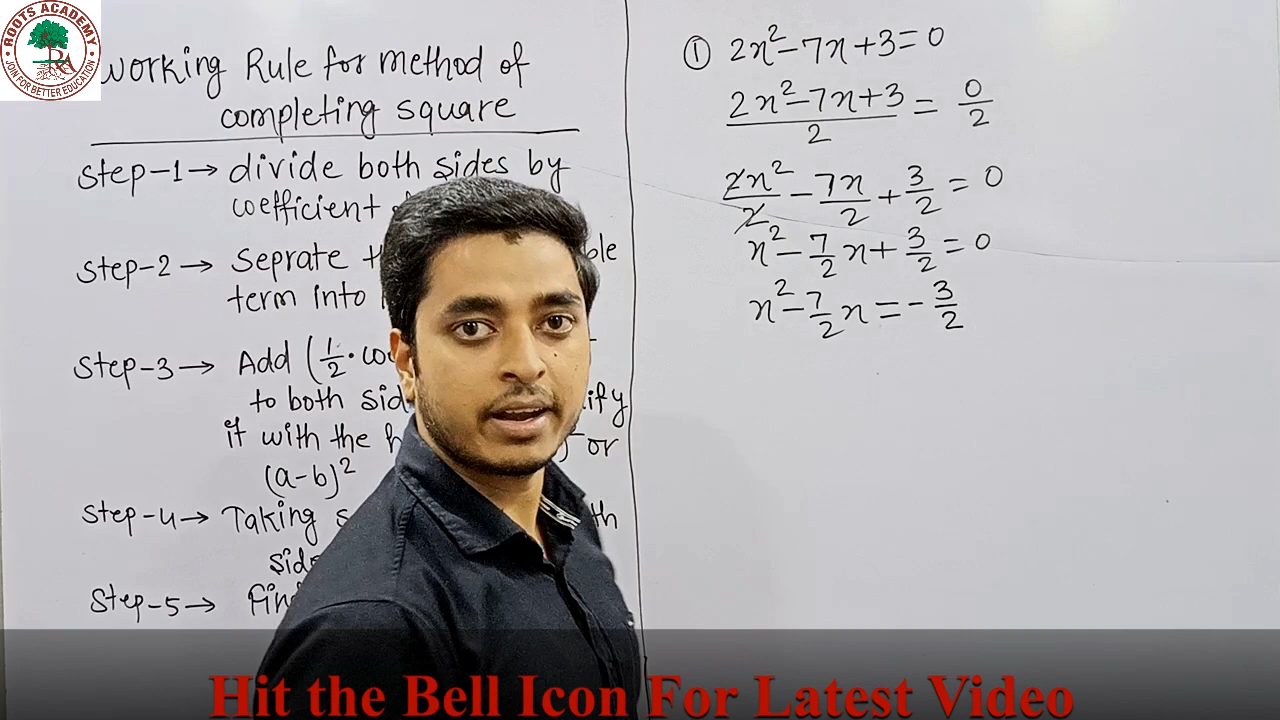 ROOTS ACADEMY
JOIN FOR BETTER EDUCATION
Working Rule for method of
completing square
Step-1→ divide both sides by
coefficient
Step-2 → Seprate
term into
Step-3 → Add (1/2·
to both
it with the or
(a-b)²
Step-4 → Taking
Step-5 →
① 2x²-7x+3=0
2x²-7x+3/2 = 0/2
2x²/2 - 7x/2 + 3/2 = 0
x² - 7/2 x + 3/2 = 0
x² - 7/2 x = - 3/2
Hit the Bell Icon For Latest Video